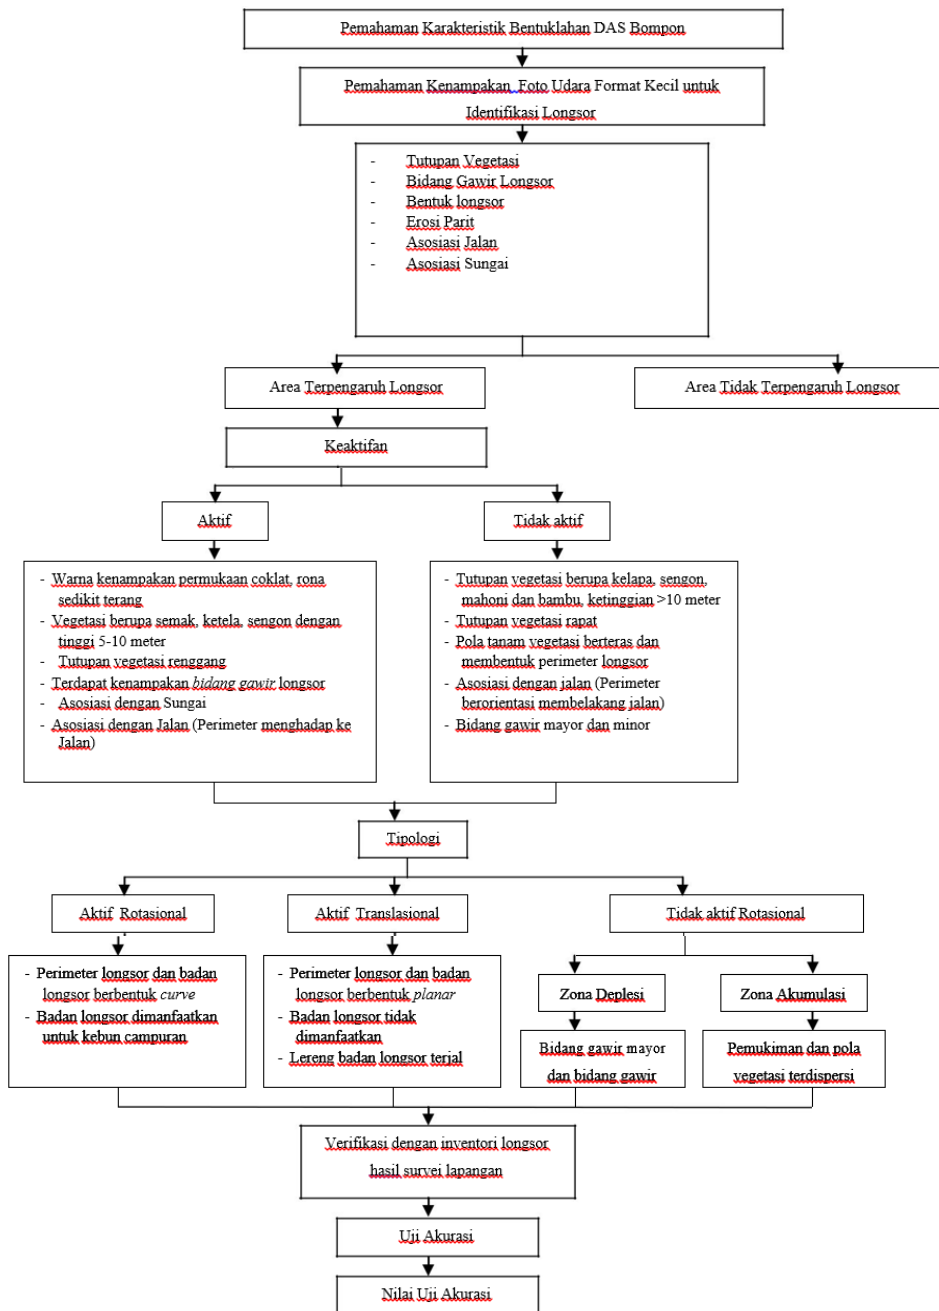 Pemahaman Karakteristik Bentuklahan DAS Bompon
Pemahaman Kenampakan Foto Udara Format Kecil untuk
Identifikasi Longsor
- Tutupan Vegetasi
- Bidang Gawir Longsor
- Bentuk longsor
- Erosi Parit
- Asosiasi Jalan
- Asosiasi Sungai
Area Terpengaruh Longsor
Area Tidak Terpengaruh Longsor
Keaktifan
Aktif
Tidak aktif
- Warna kenampakan permukaan coklat, rona
sedikit terang
- Vegetasi berupa semak, ketela, sengon dengan
tinggi 5-10 meter
- Tutupan vegetasi renggang
- Terdapat kenampakan bidang gawir longsor
- Asosiasi dengan Sungai
- Asosiasi dengan Jalan (Perimeter menghadap ke
Jalan)
- Tutupan vegetasi berupa kelapa, sengon,
mahoni dan bambu, ketinggian >10 meter
- Tutupan vegetasi rapat
- Pola tanam vegetasi berteras dan
membentuk perimeter longsor
- Asosiasi dengan jalan (Perimeter
berorientasi membelakang jalan)
- Bidang gawir mayor dan minor
Tipologi
Aktif Rotasional
Aktif Translasional
Tidak aktif Rotasional
- Perimeter longsor dan badan
longsor berbentuk curve
- Badan longsor dimanfaatkan
untuk kebun campuran
- Perimeter longsor dan badan
longsor berbentuk planar
- Badan longsor tidak
dimanfaatkan
- Lereng badan longsor terjal
Zona Deplesi
Zona Akumulasi
Bidang gawir mayor
dan bidang gawir
Pemukiman dan pola
vegetasi terdispersi
Verifikasi dengan inventori longsor
hasil survei lapangan
Uji Akurasi
Nilai Uji Akurasi